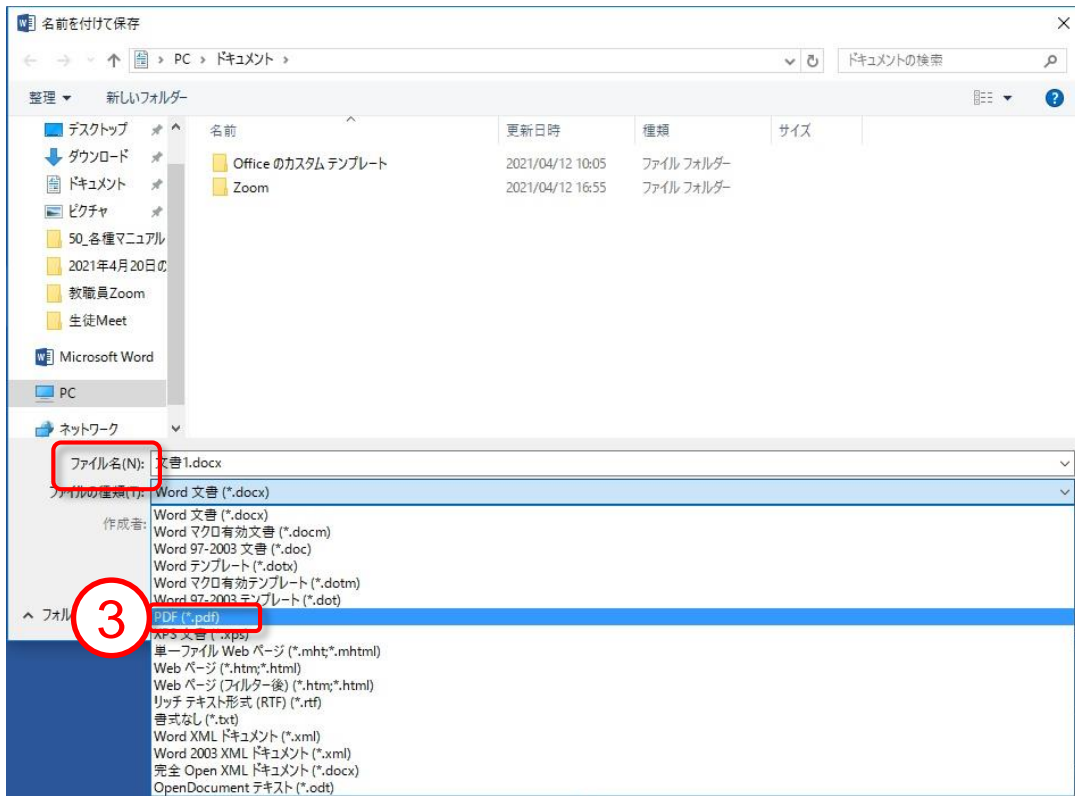 名前を付けて保存
PC > ドキュメント >
ドキュメントの検索
整理
新しいフォルダー
デスクトップ
ダウンロード
ドキュメント
ピクチャ
50_各種マニュアル
2021年4月20日の
教職員Zoom
生徒Meet
Microsoft Word
PC
ネットワーク
名前 更新日時 種類 サイズ
Office のカスタム テンプレート 2021/04/12 10:05 ファイル フォルダー
Zoom 2021/04/12 16:55 ファイル フォルダー
ファイル名(N): 文書1.docx
ファイルの種類(T): Word 文書 (*.docx)
作成者:
Word 文書 (*.docx)
Word マクロ有効文書 (*.docm)
Word 97-2003 文書 (*.doc)
Word テンプレート (*.dotx)
Word マクロ有効テンプレート (*.dotm)
Word 97-2003 テンプレート (*.dot)
フォル
3
PDF (*.pdf)
XPS 文書 (*.xps)
単一ファイル Web ページ (*.mht;*.mhtml)
Web ページ (*.htm;*.html)
Web ページ (フィルター後) (*.htm;*.html)
リッチ テキスト形式 (RTF) (*.rtf)
書式なし (*.txt)
Word XML ドキュメント (*.xml)
Word 2003 XML ドキュメント (*.xml)
完全 Open XML ドキュメント (*.docx)
OpenDocument テキスト (*.odt)